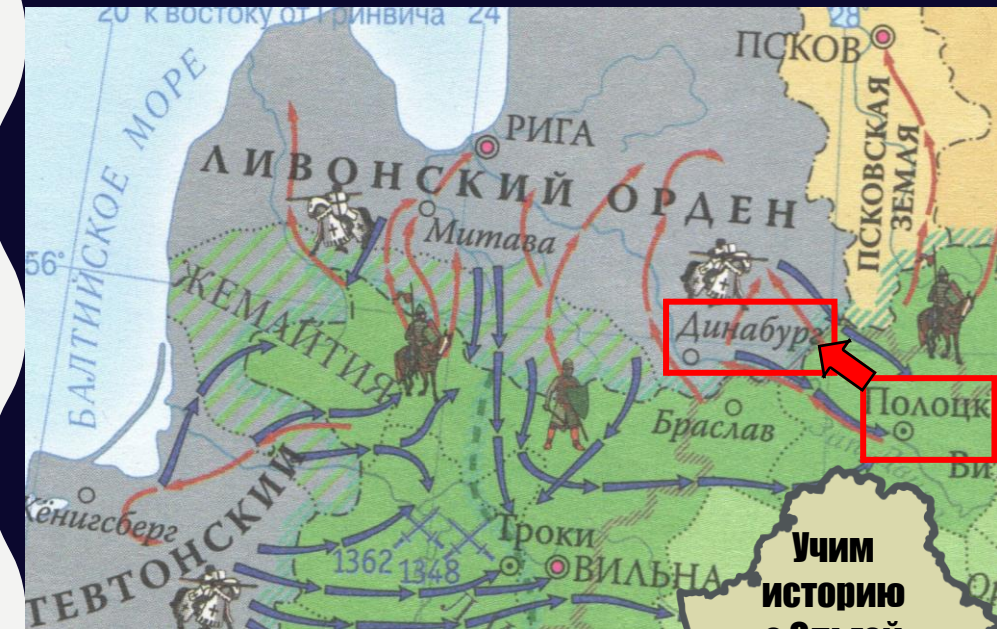 20° к востоку от Гринвича 24
28°
ПСКОВ
БАЛТИЙСКОЕ МОРЕ
РИГА
ЛИВОНСКИЙ ОРДЕН
ПСКОВСКАЯ
ЗЕМЛЯ
Митава
56°
ЖЕМАЙТИЯ
Динабург
Полоцк
Браслав
Ви
Кёнигсберг
ТЕВТОНСКИЙ
Троки
1362 1348
ВИЛЬНА
Учим
историю